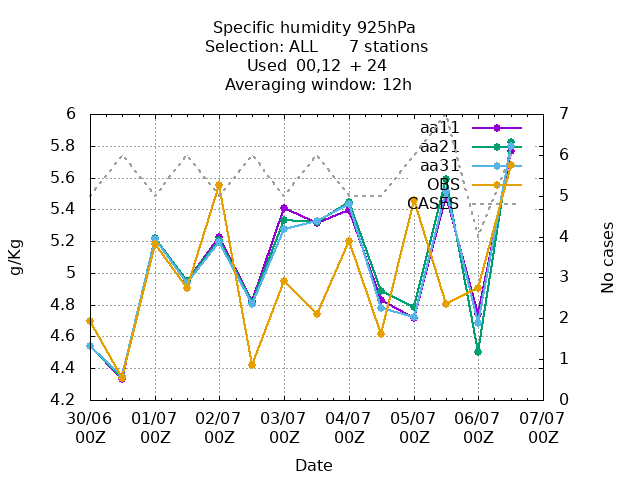 Specific humidity 925hPa
Selection: ALL 7 stations
Used 00,12 + 24
Averaging window: 12h
6 7
5.8
5.6
5.4
5.2
5
4.8
4.6
4.4
4.2
6
5
4
3
2
1
0
g/Kg
No cases
aa11
aa21
aa31
OBS
CASES
30/06 01/07 02/07 03/07 04/07 05/07 06/07 07/07
00Z 00Z 00Z 00Z 00Z 00Z 00Z 00Z
Date